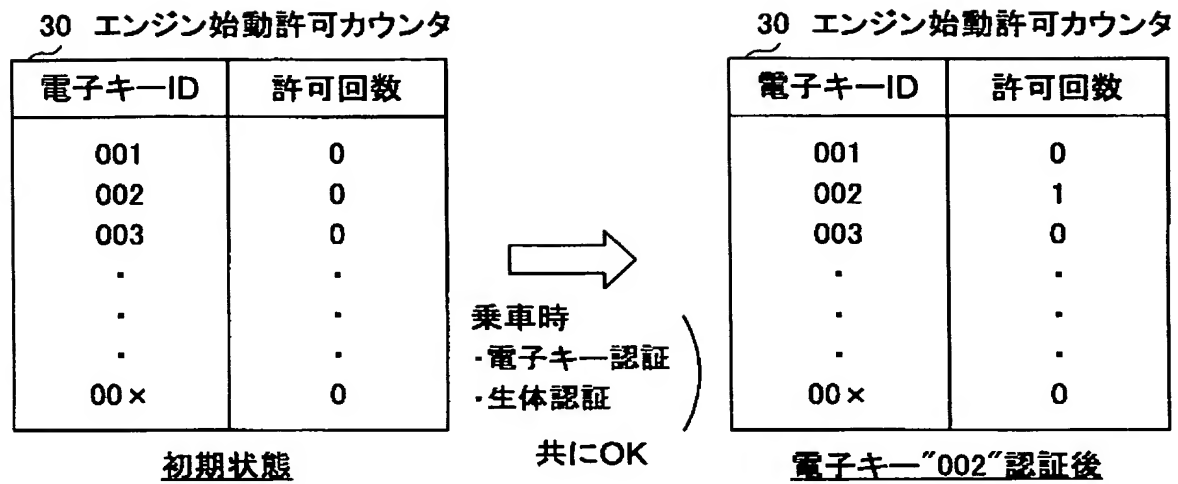 30 エンジン始動許可カウンタ
電子キーID 許可回数
001 0
002 0
003 0
・ ・
・ ・
・ ・
00× 0
初期状態
乗車時
・電子キー認証
・生体認証
共にOK
30 エンジン始動許可カウンタ
電子キーID 許可回数
001 0
002 1
003 0
・ ・
・ ・
・ ・
00× 0
電子キー"002"認証後